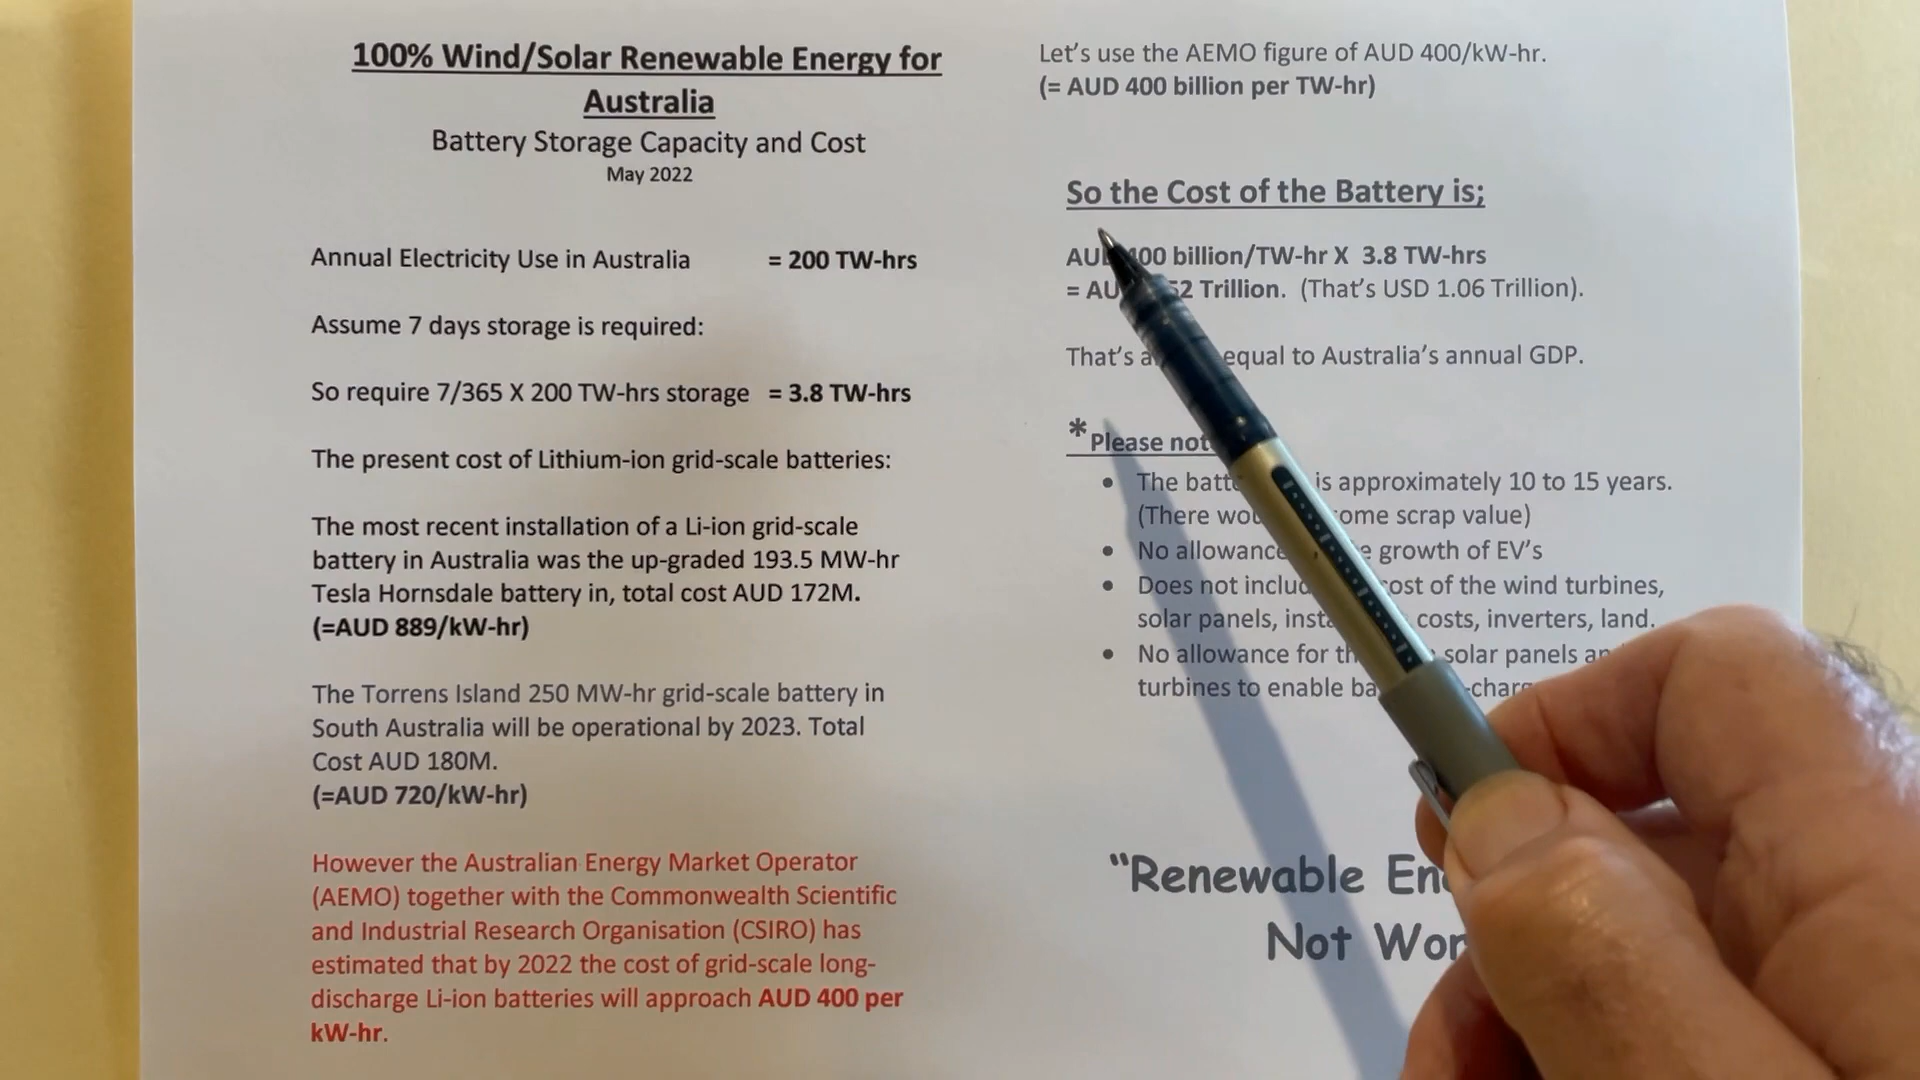 100% Wind/Solar Renewable Energy for
Australia
Battery Storage Capacity and Cost
May 2022
Annual Electricity Use in Australia = 200 TW-hrs
Assume 7 days storage is required:
So require 7/365 X 200 TW-hrs storage = 3.8 TW-hrs
The present cost of Lithium-ion grid-scale batteries:
The most recent installation of a Li-ion grid-scale
battery in Australia was the up-graded 193.5 MW-hr
Tesla Hornsdale battery in, total cost AUD 172M.
(=AUD 889/kW-hr)
The Torrens Island 250 MW-hr grid-scale battery in
South Australia will be operational by 2023. Total
Cost AUD 180M.
(=AUD 720/kW-hr)
However the Australian Energy Market Operator
(AEMO) together with the Commonwealth Scientific
and Industrial Research Organisation (CSIRO) has
estimated that by 2022 the cost of grid-scale long-
discharge Li-ion batteries will approach AUD 400 per
kW-hr.
Let's use the AEMO figure of AUD 400/kW-hr.
(= AUD 400 billion per TW-hr)
So the Cost of the Battery is;
AUD 400 billion/TW-hr X 3.8 TW-hrs
= AUD Trillion. (That's USD 1.06 Trillion).
That's equal to Australia's annual GDP.
*Please
• The is approximately 10 to 15 years.
(There some scrap value)
• No allowance growth of EV's
• Does not cost of the wind turbines,
solar panels, costs, inverters, land.
• No allowance for solar panels
turbines to enable
"Renewable
Not